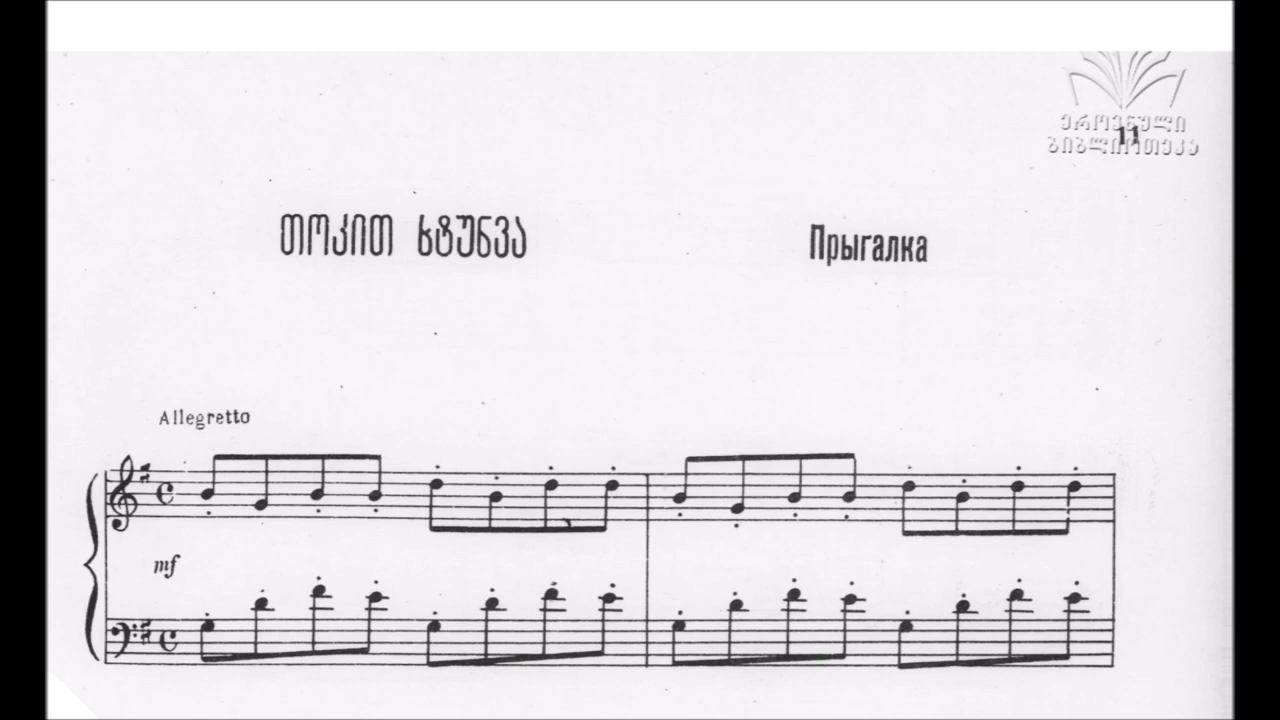 ეროვნული
11
ბიბლიოთეკა
თოკით ხტუნვა
Прыгалка
Allegretto
mf